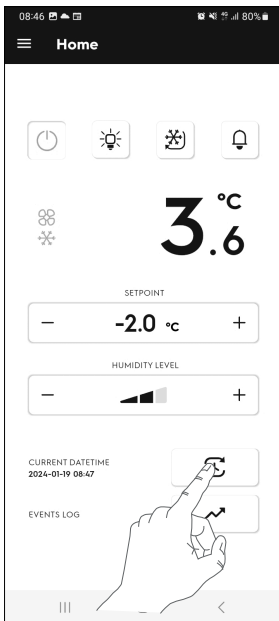 08:46 4G 80%
Home
3.6 °C
SETPOINT
− -2.0 °C +
HUMIDITY LEVEL
− +
CURRENT DATETIME
2024-01-19 08:47
EVENTS LOG